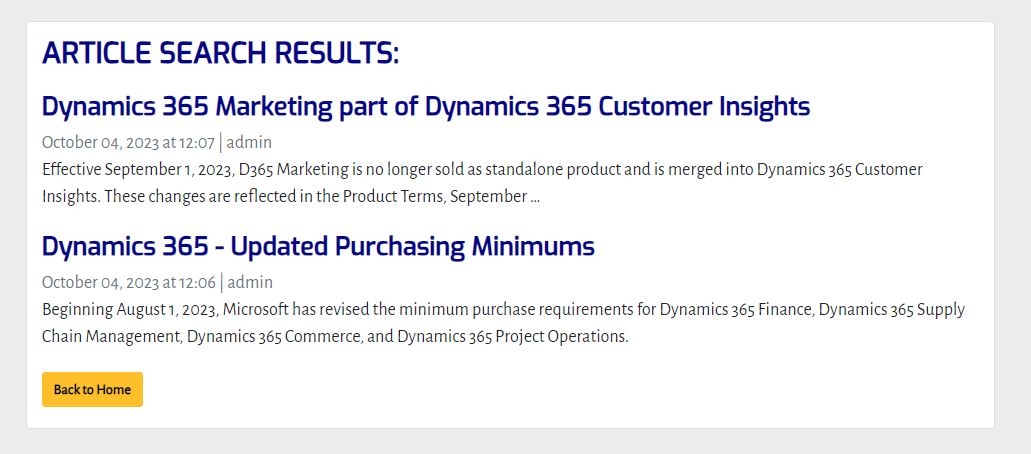 ARTICLE SEARCH RESULTS:
Dynamics 365 Marketing part of Dynamics 365 Customer Insights
October 04, 2023 at 12:07 | admin
Effective September 1, 2023, D365 Marketing is no longer sold as standalone product and is merged into Dynamics 365 Customer
Insights. These changes are reflected in the Product Terms, September ...
Dynamics 365 - Updated Purchasing Minimums
October 04, 2023 at 12:06 | admin
Beginning August 1, 2023, Microsoft has revised the minimum purchase requirements for Dynamics 365 Finance, Dynamics 365 Supply
Chain Management, Dynamics 365 Commerce, and Dynamics 365 Project Operations.
Back to Home